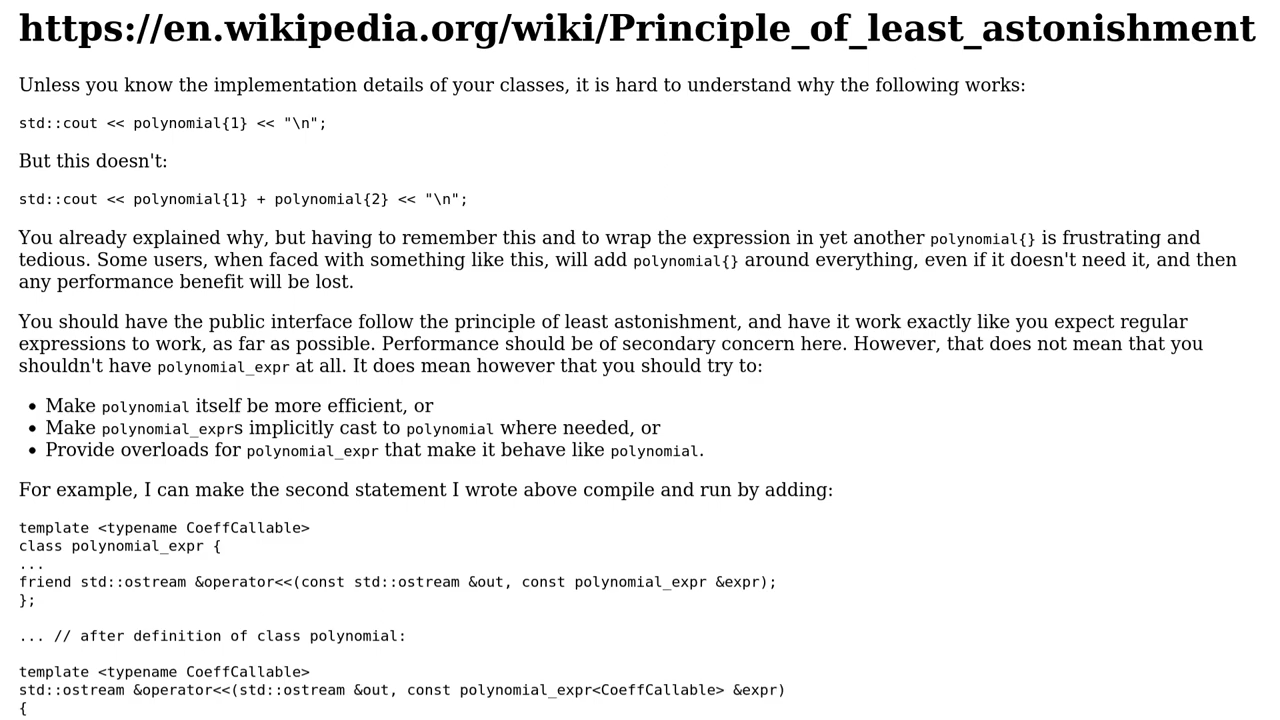 https://en.wikipedia.org/wiki/Principle_of_least_astonishment
Unless you know the implementation details of your classes, it is hard to understand why the following works:
std::cout << polynomial{1} << "\n";
But this doesn't:
std::cout << polynomial{1} + polynomial{2} << "\n";
You already explained why, but having to remember this and to wrap the expression in yet another polynomial{} is frustrating and
tedious. Some users, when faced with something like this, will add polynomial{} around everything, even if it doesn't need it, and then
any performance benefit will be lost.
You should have the public interface follow the principle of least astonishment, and have it work exactly like you expect regular
expressions to work, as far as possible. Performance should be of secondary concern here. However, that does not mean that you
shouldn't have polynomial_expr at all. It does mean however that you should try to:
• Make polynomial itself be more efficient, or
• Make polynomial_exprs implicitly cast to polynomial where needed, or
• Provide overloads for polynomial_expr that make it behave like polynomial.
For example, I can make the second statement I wrote above compile and run by adding:
template <typename CoeffCallable>
class polynomial_expr {
...
friend std::ostream &operator<<(const std::ostream &out, const polynomial_expr &expr);
};
... // after definition of class polynomial:
template <typename CoeffCallable>
std::ostream &operator<<(std::ostream &out, const polynomial_expr<CoeffCallable> &expr)
{